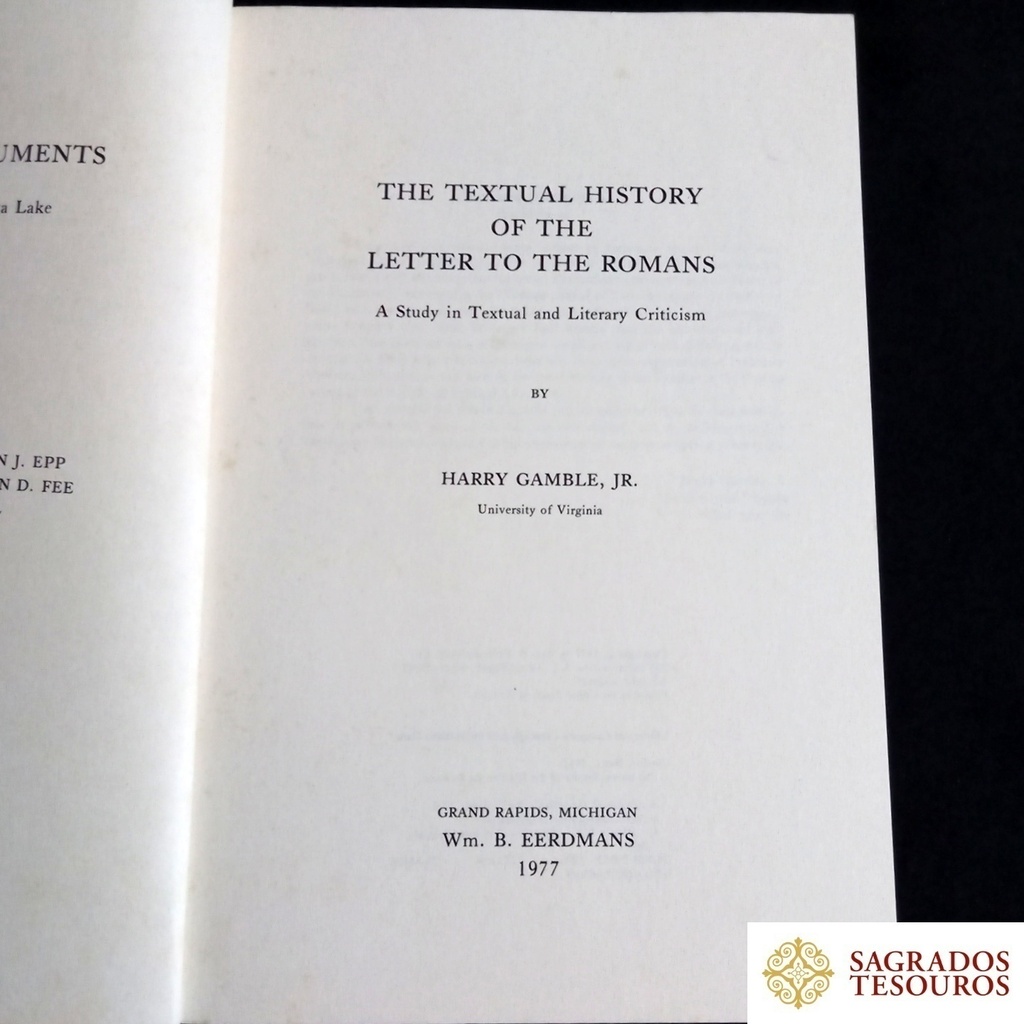 UMENTS
a Lake
N J. EPP
N D. FEE
THE TEXTUAL HISTORY
OF THE
LETTER TO THE ROMANS
A Study in Textual and Literary Criticism
BY
HARRY GAMBLE, JR.
University of Virginia
GRAND RAPIDS, MICHIGAN
Wm. B. EERDMANS
1977
SAGRADOS
TESOUROS